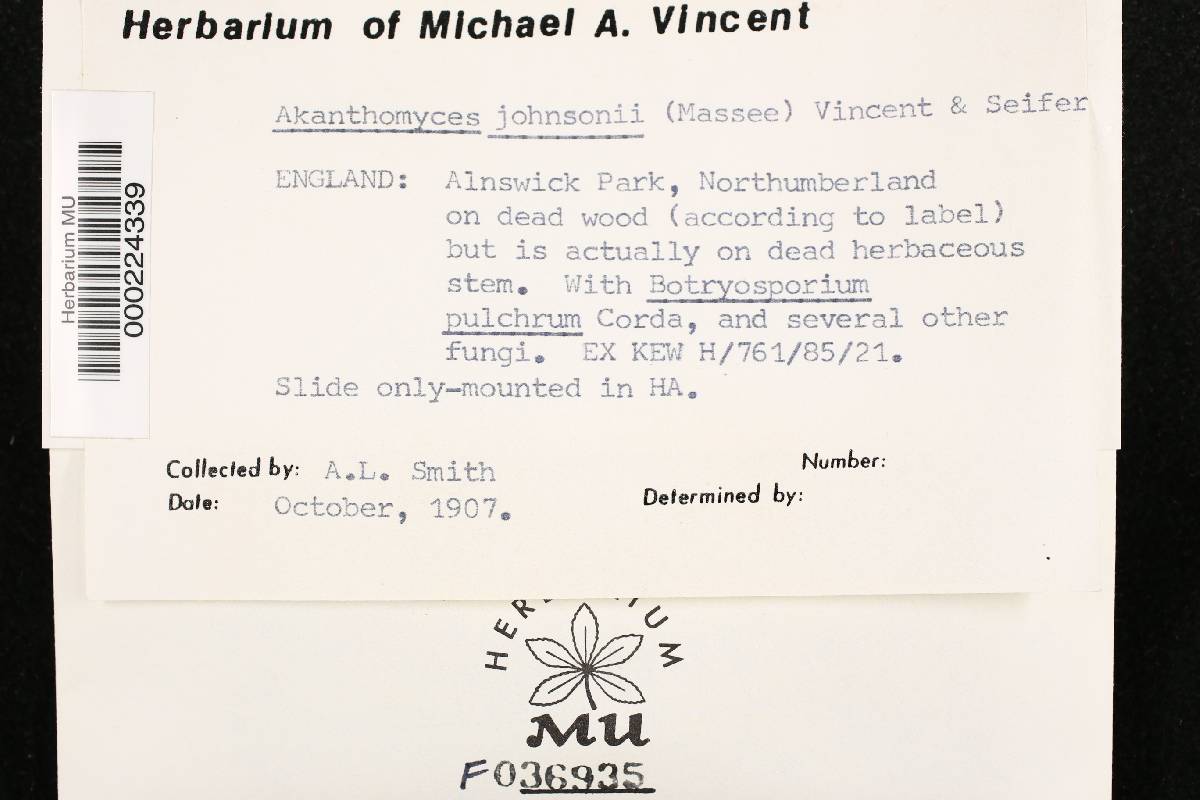 Herbarium of Michael A. Vincent
Akanthomyces johnsonii (Massee) Vincent & Seifer
ENGLAND: Alnswick Park, Northumberland
on dead wood (according to label)
but is actually on dead herbaceous
stem. With Botryosporium
pulchrum Corda, and several other
fungi. EX KEW H/761/85/21.
Slide only-mounted in HA.
Collected by: A.L. Smith
Number:
Date: October, 1907.
Determined by:
Herbarium MU
000224339
MU
F036935